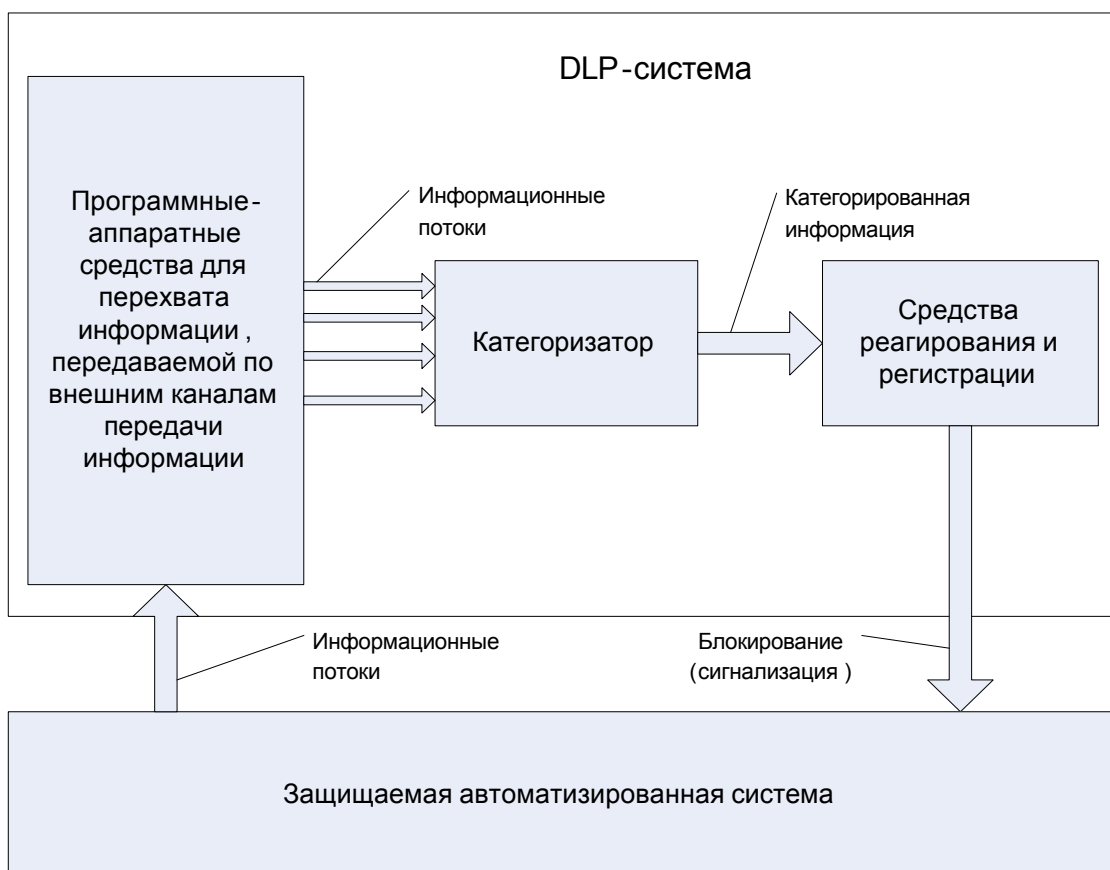 DLP-система
Программные-
аппаратные
средства для
перехвата
информации ,
передаваемой по
внешним каналам
передачи
информации
Информационные
потоки
Категоризатор
Категорированная
информация
Средства
реагирования и
регистрации
Информационные
потоки
Блокирование
(сигнализация )
Защищаемая автоматизированная система